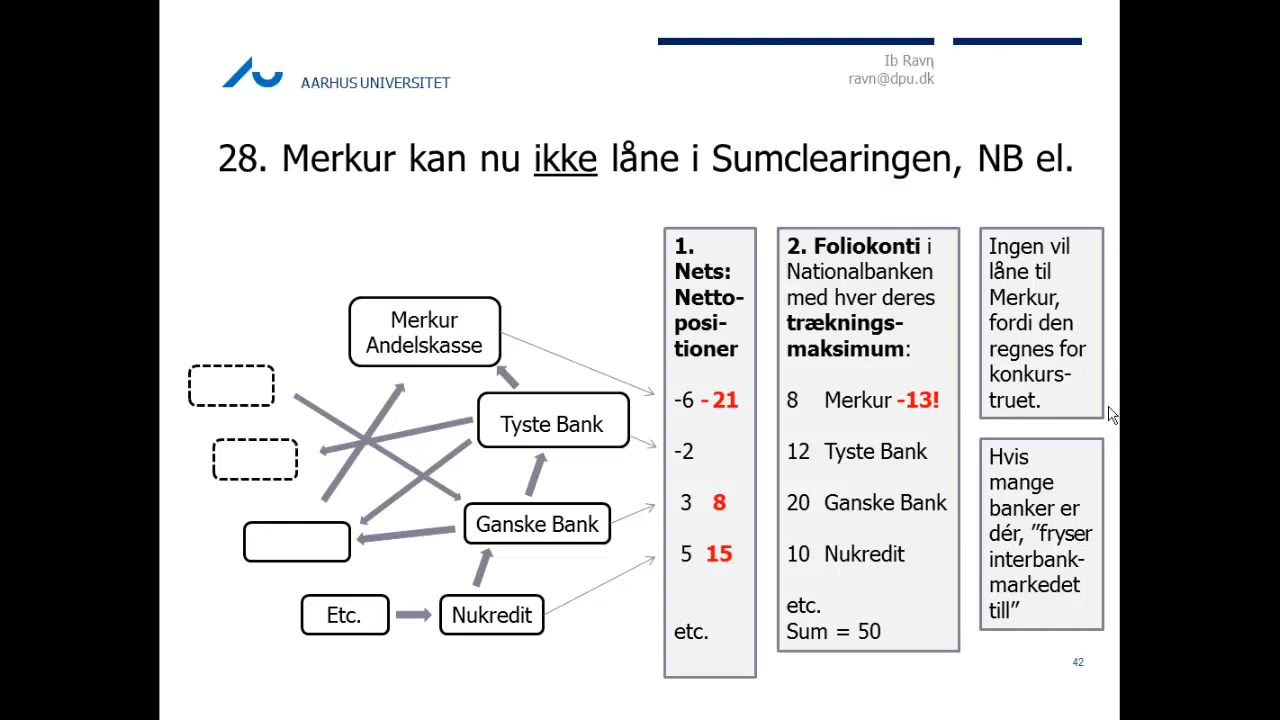 AARHUS UNIVERSITET
Ib Ravn
ravn@dpu.dk
28. Merkur kan nu ikke låne i Sumclearingen, NB el.
Merkur
Andelskasse
Tyste Bank
Ganske Bank
Etc.
Nukredit
1.
Nets:
Netto-
posi-
tioner
-6 - 21
-2
3 8
5 15
etc.
2. Foliokonti i
Nationalbanken
med hver deres
træknings-
maksimum:
8 Merkur -13!
12 Tyste Bank
20 Ganske Bank
10 Nukredit
etc.
Sum = 50
Ingen vil
låne til
Merkur,
fordi den
regnes for
konkurs-
truet.
Hvis
mange
banker er
dér, ”fryser
interbank-
markedet
till”
42